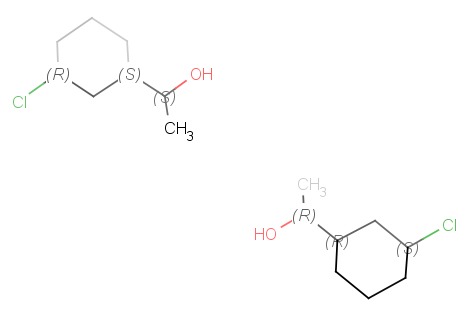 (R) (S) OH
Cl (S)
CH3
CH3
(R) Cl
HO (R) (S)